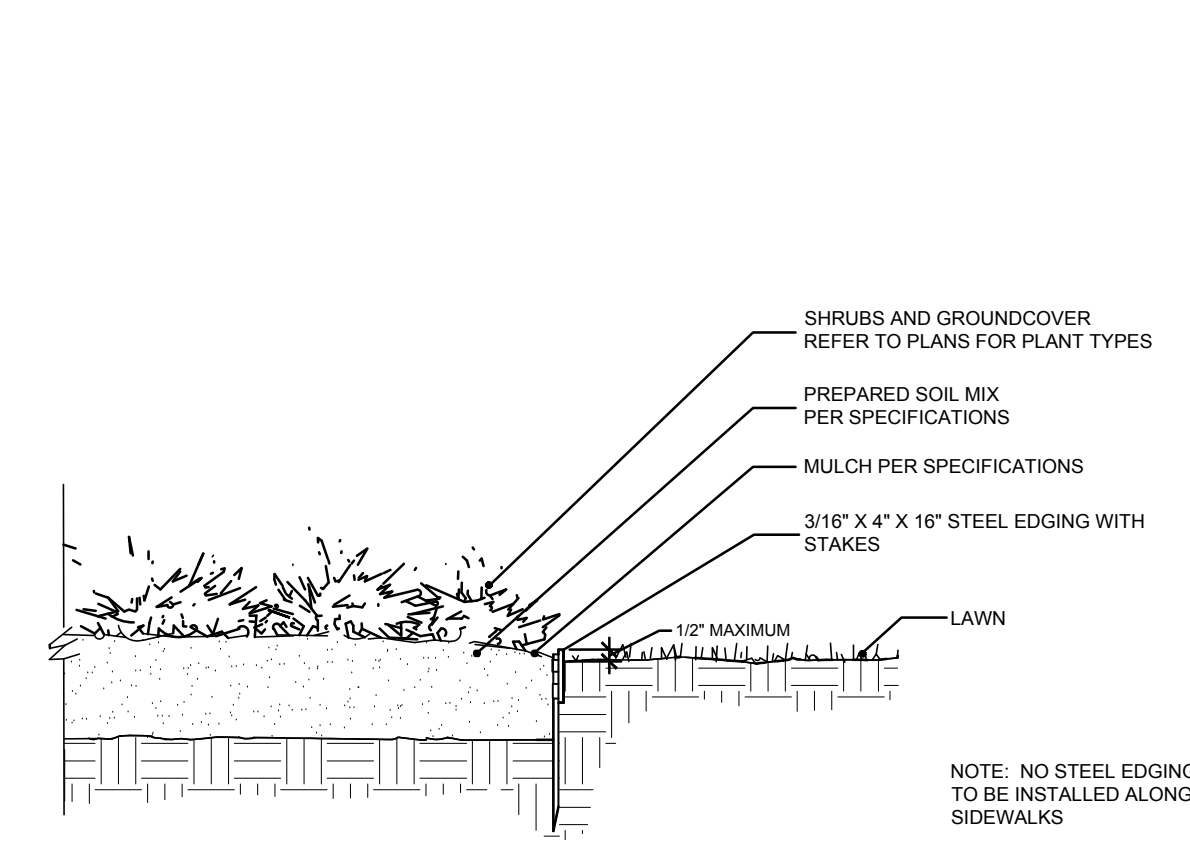 SHRUBS AND GROUNDCOVER
REFER TO PLANS FOR PLANT TYPES
PREPARED SOIL MIX
PER SPECIFICATIONS
MULCH PER SPECIFICATIONS
3/16" X 4" X 16" STEEL EDGING WITH
STAKES
LAWN
1/2" MAXIMUM
NOTE: NO STEEL EDGING
TO BE INSTALLED ALONG
SIDEWALKS